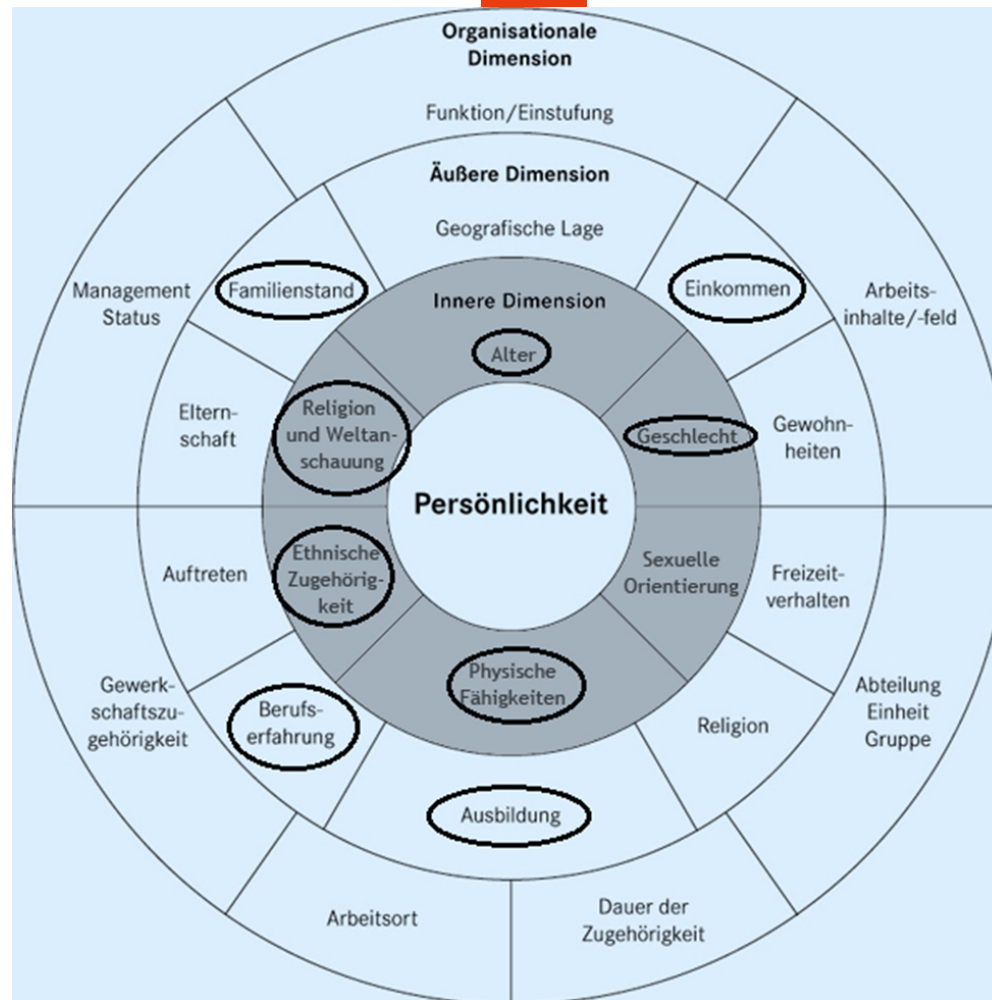 Organisationale
Dimension
Funktion/Einstufung
Äußere Dimension
Geografische Lage
Familienstand
Einkommen
Management
Status
Arbeits-
inhalte/-feld
Innere Dimension
Alter
Eltern-
schaft
Religion
und Weltan-
schauung
Geschlecht
Gewohn-
heiten
Persönlichkeit
Auftreten
Ethnische
Zugehörig-
keit
Sexuelle
Orientierung
Freizeit-
verhalten
Physische
Fähigkeiten
Gewerk-
schaftszu-
gehörigkeit
Berufs-
erfahrung
Religion
Abteilung
Einheit
Gruppe
Ausbildung
Arbeitsort
Dauer der
Zugehörigkeit